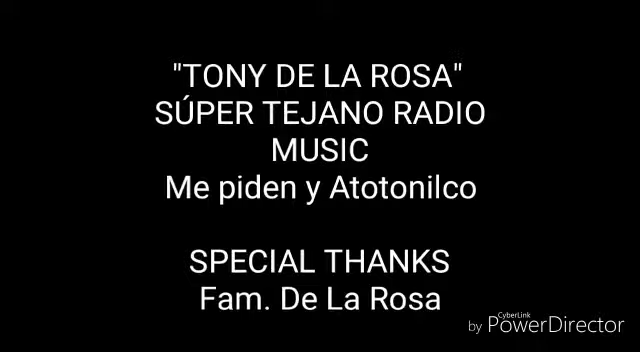 "TONY DE LA ROSA"
SÚPER TEJANO RADIO
MUSIC
Me piden y Atotonilco
SPECIAL THANKS
Fam. De La Rosa
CyberLink
by PowerDirector